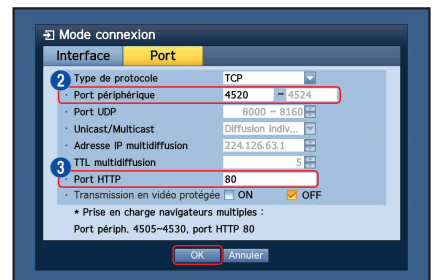 Mode connexion
Interface Port
2 Type de protocole TCP
· Port périphérique 4520 ~ 4524
· Port UDP 8000 ~ 8160
· Unicast/Multicast Diffusion indiv...
· Adresse IP multidiffusion 224.126.63.1
3 TTL multidiffusion 5
· Port HTTP 80
· Transmission en vidéo protégée ON OFF
* Prise en charge navigateurs multiples :
Port périph. 4505~4530, port HTTP 80
OK Annuler